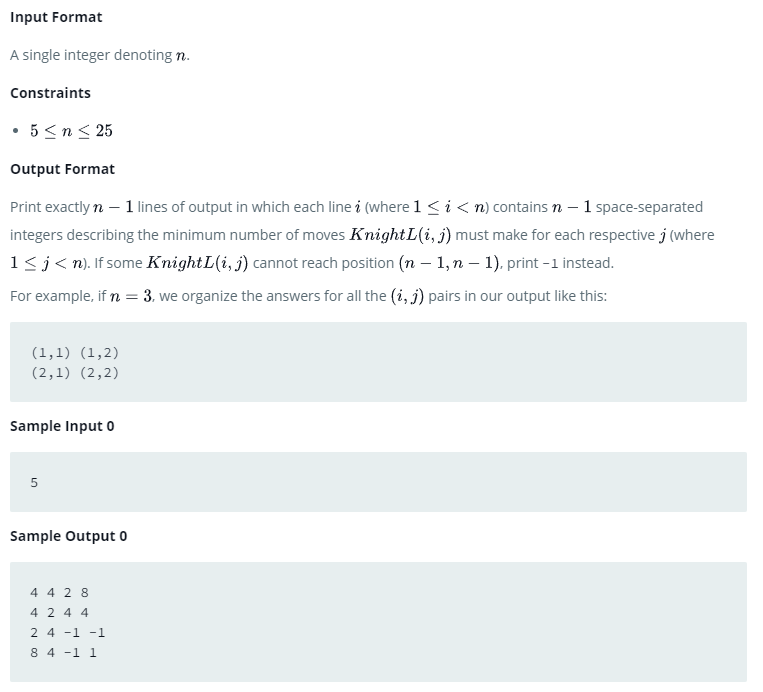 Input Format
A single integer denoting n.
Constraints
• 5 ≤ n ≤ 25
Output Format
Print exactly n − 1 lines of output in which each line i (where 1 ≤ i < n) contains n − 1 space-separated
integers describing the minimum number of moves KnightL(i, j) must make for each respective j (where
1 ≤ j < n). If some KnightL(i, j) cannot reach position (n − 1, n − 1), print -1 instead.
For example, if n = 3, we organize the answers for all the (i, j) pairs in our output like this:
(1,1) (1,2)
(2,1) (2,2)
Sample Input 0
5
Sample Output 0
4 4 2 8
4 2 4 4
2 4 -1 -1
8 4 -1 1